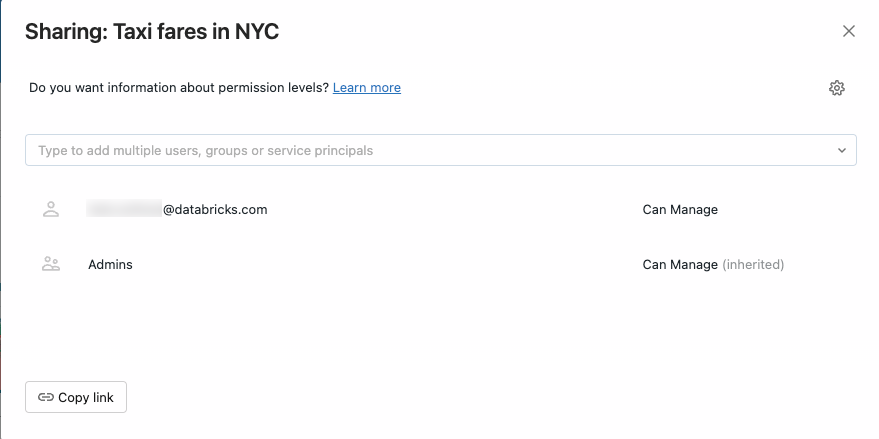 Sharing: Taxi fares in NYC
Do you want information about permission levels? Learn more
Type to add multiple users, groups or service principals
@databricks.com Can Manage
Admins Can Manage (inherited)
Copy link